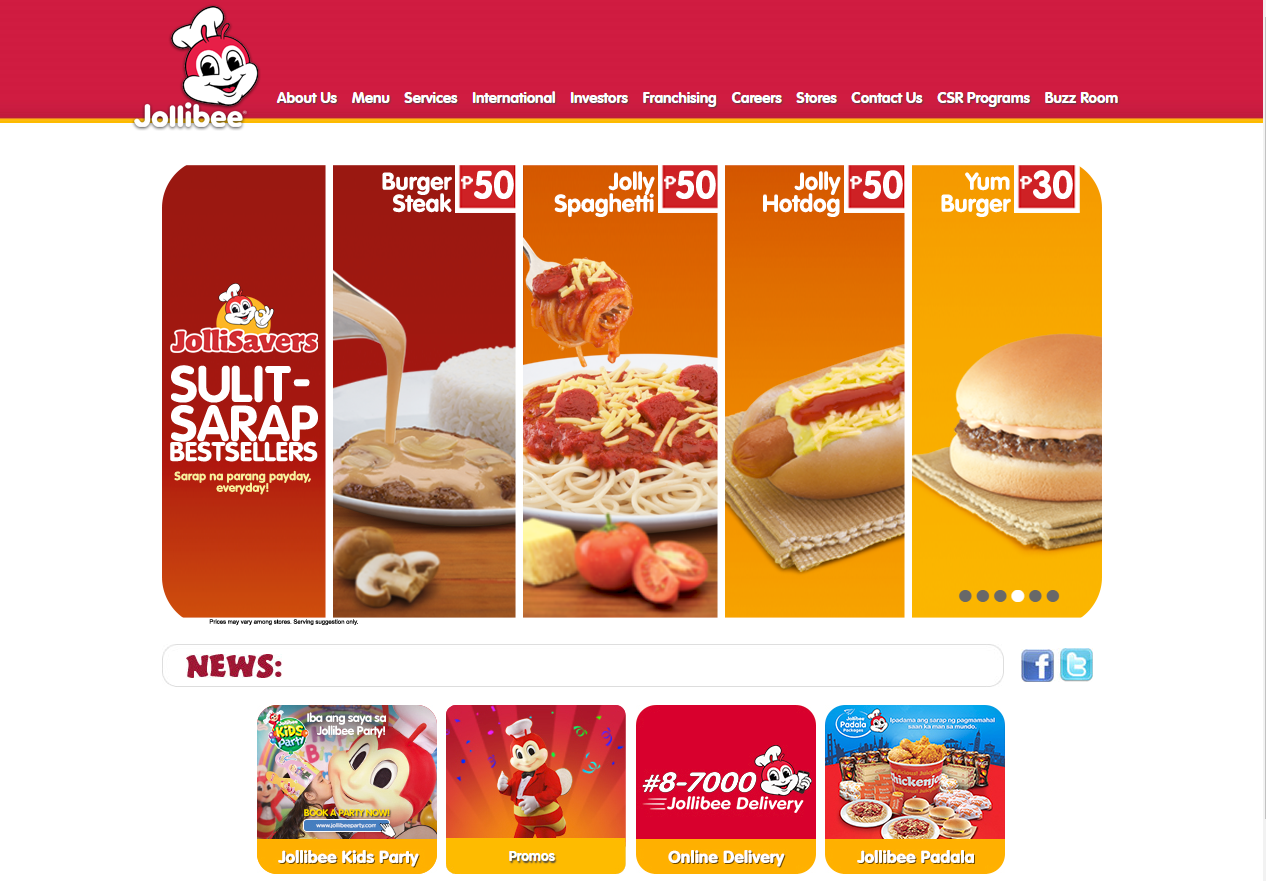 Jollibee
About Us Menu Services International Investors Franchising Careers Stores Contact Us CSR Programs Buzz Room
JolliSavers
SULIT-
SARAP
BESTSELLERS
Sarap na parang payday,
everyday!
Burger
Steak
₱50
Jolly
Spaghetti
₱50
Jolly
Hotdog
₱50
Yum
Burger
₱30
Prices may vary among stores. Serving suggestion only.
NEWS:
f t
Jollibee
KiDS
Party
Iba ang saya sa
Jollibee Party!
BOOK A PARTY NOW!
www.jollibeeparty.com
Jollibee Kids Party
Promos
#8-7000
Jollibee Delivery
Online Delivery
Jollibee
Padala
Packages
Ipadama ang sarap ng pagmamahal
saan ka man sa mundo.
Chickenjoy
Jollibee Padala